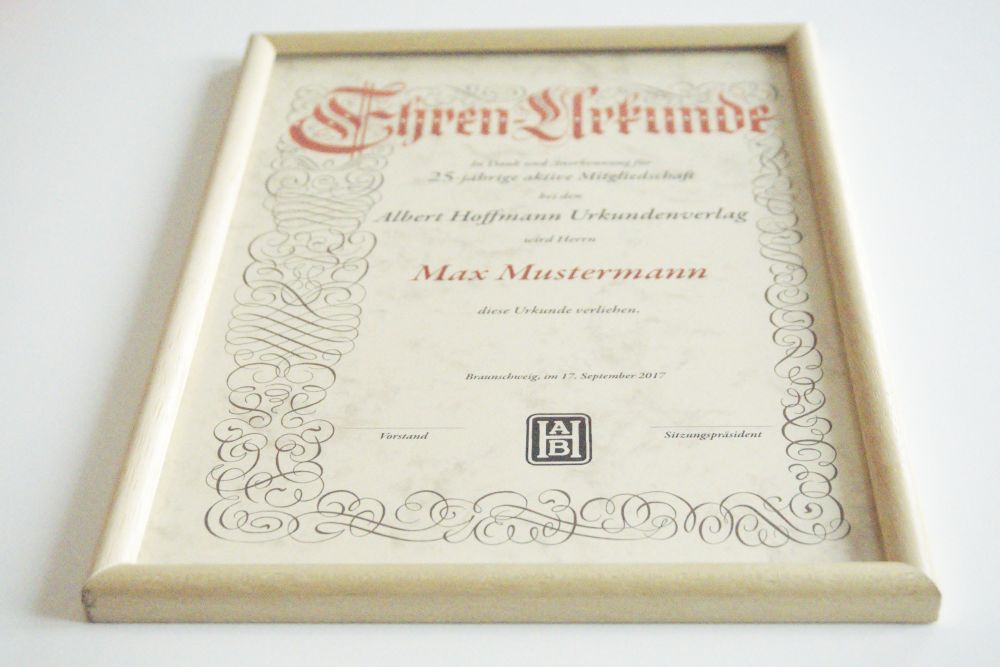 Ehren-Urkunde
In Dank und Anerkennung für
25-jährige aktive Mitgliedschaft
bei den
Albert Hoffmann Urkundenverlag
wird Herrn
Max Mustermann
diese Urkunde verliehen.
Braunschweig, im 17. September 2017
Vorstand
HAHB
Sitzungspräsident